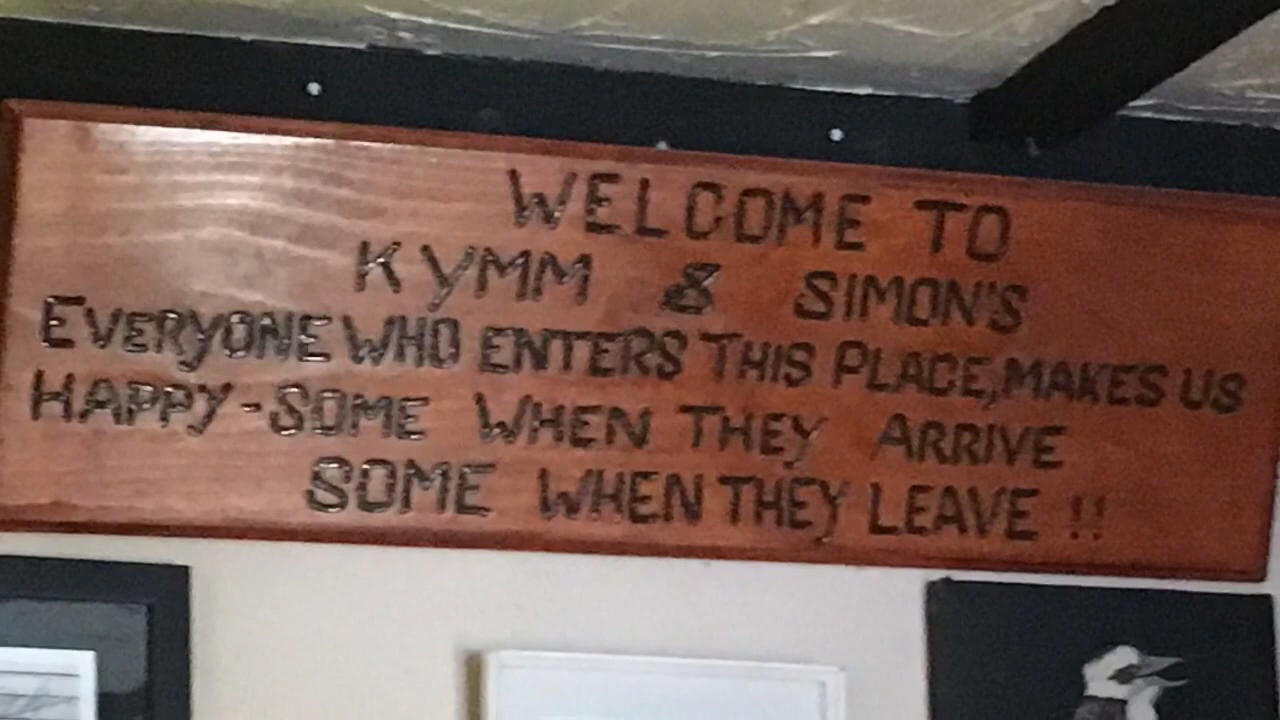 WELCOME TO
KYMM & SIMON'S
EVERYONE WHO ENTERS THIS PLACE, MAKES US
HAPPY - SOME WHEN THEY ARRIVE
SOME WHEN THEY LEAVE !!